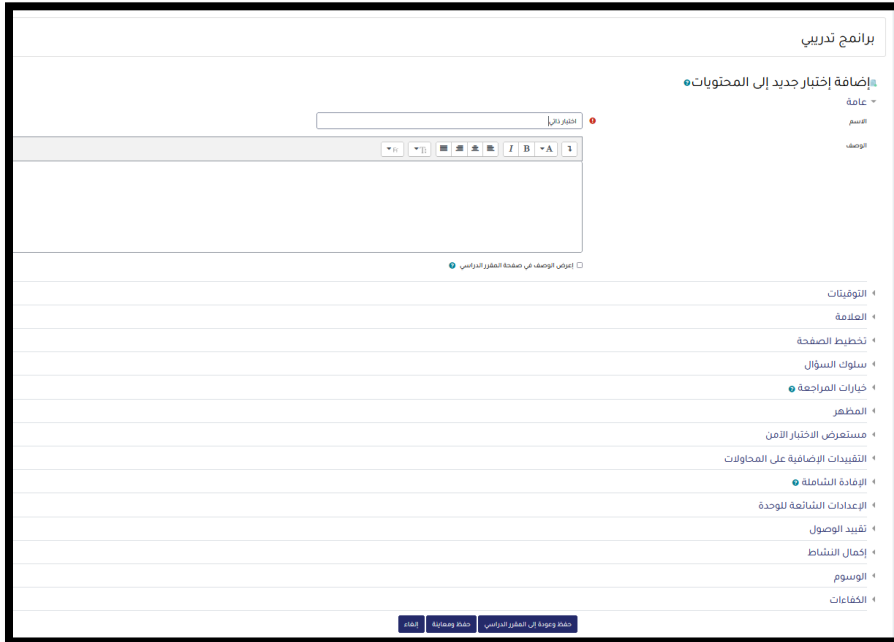 برانمج تدريبي
إضافة إختبار جديد إلى المحتويات
عامة
الاسم
اختبار ذاتي
الوصف
A B I
إعرض الوصف في صفحة المقرر الدراسي
التوقيتات
العلامة
تخطيط الصفحة
سلوك السؤال
خيارات المراجعة
المظهر
مستعرض الاختبار الآمن
التقييدات الإضافية على المحاولات
الإفادة الشاملة
الإعدادات الشائعة للوحدة
تقييد الوصول
إكمال النشاط
الوسوم
الكفاءات
حفظ وعودة إلى المقرر الدراسي حفظ ومعاينة إلغاء